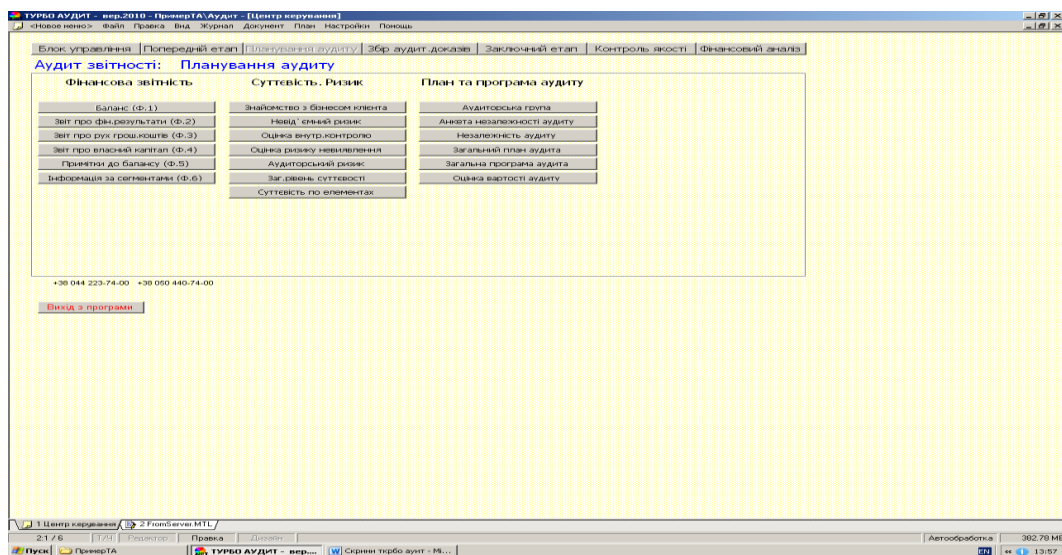 ТУРБО АУДИТ - вер.2010 - ПримерТА\Аудит - [Центр керування]
<Новое меню> Файл Правка Вид Журнал Документ План Настройки Помощь
Блок управління Попередній етап Планування аудиту Збір аудит.доказів Заключний етап Контроль якості Фінансовий аналіз
Аудит звітності: Планування аудиту
Фінансова звітність Суттєвість. Ризик План та програма аудиту
Баланс (Ф.1) Знайомство з бізнесом клієнта Аудиторська група
Звіт про фін.результати (Ф.2) Невід`ємний ризик Анкета незалежності аудиту
Звіт про рух грош.коштів (Ф.3) Оцінка внутр.контролю Незалежність аудиту
Звіт про власний капітал (Ф.4) Оцінка ризику невиявлення Загальний план аудита
Примітки до балансу (Ф.5) Аудиторський ризик Загальна програма аудита
Інформація за сегментами (Ф.6) Заг.рівень суттєвості Оцінка вартості аудиту
Суттєвість по елементах
+38 044 223-74-00 +38 050 440-74-00
Вихід з програми
1 Центр керування 2 FromServer.MTL
2:1 / 6 Т/Ч Редактор Правка Дизайн Автообработка 382.78 М
Пуск ПримерТА ТУРБО АУДИТ - вер.... Скрини ткрбо аунт - Mi... EN 13:57